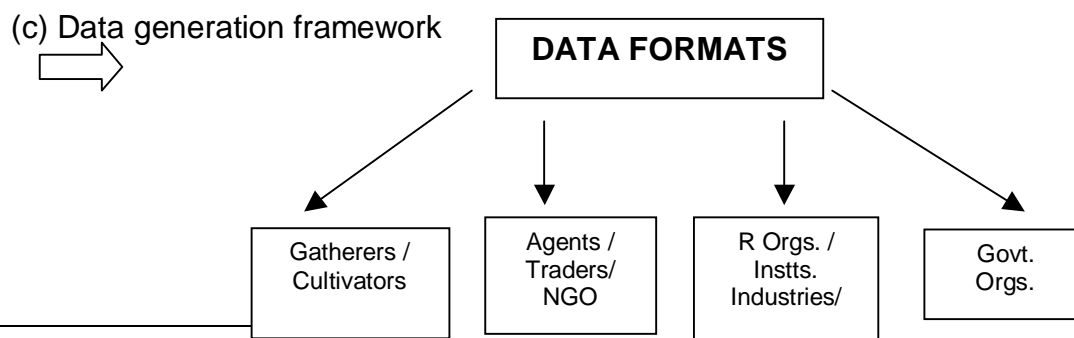 (c) Data generation framework
DATA FORMATS
Gatherers /
Cultivators
Agents /
Traders/
NGO
R Orgs. /
Instts.
Industries/
Govt.
Orgs.